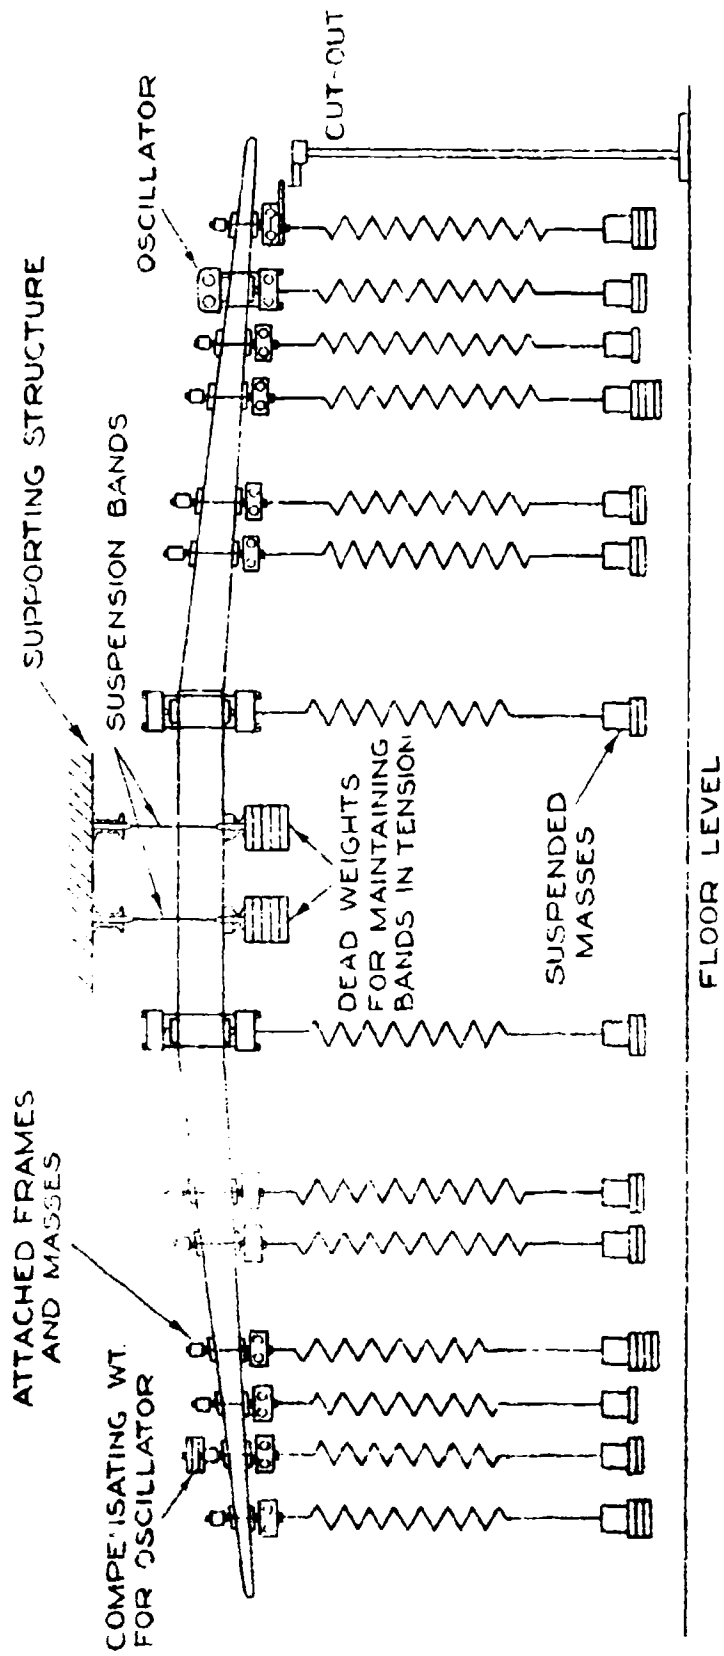 SUPPORTING STRUCTURE
SUSPENSION BANDS
OSCILLATOR
CUT-OUT
ATTACHED FRAMES
AND MASSES
COMPENSATING WT.
FOR OSCILLATOR
DEAD WEIGHTS
FOR MAINTAINING
BANDS IN TENSION
SUSPENDED
MASSES
FLOOR LEVEL